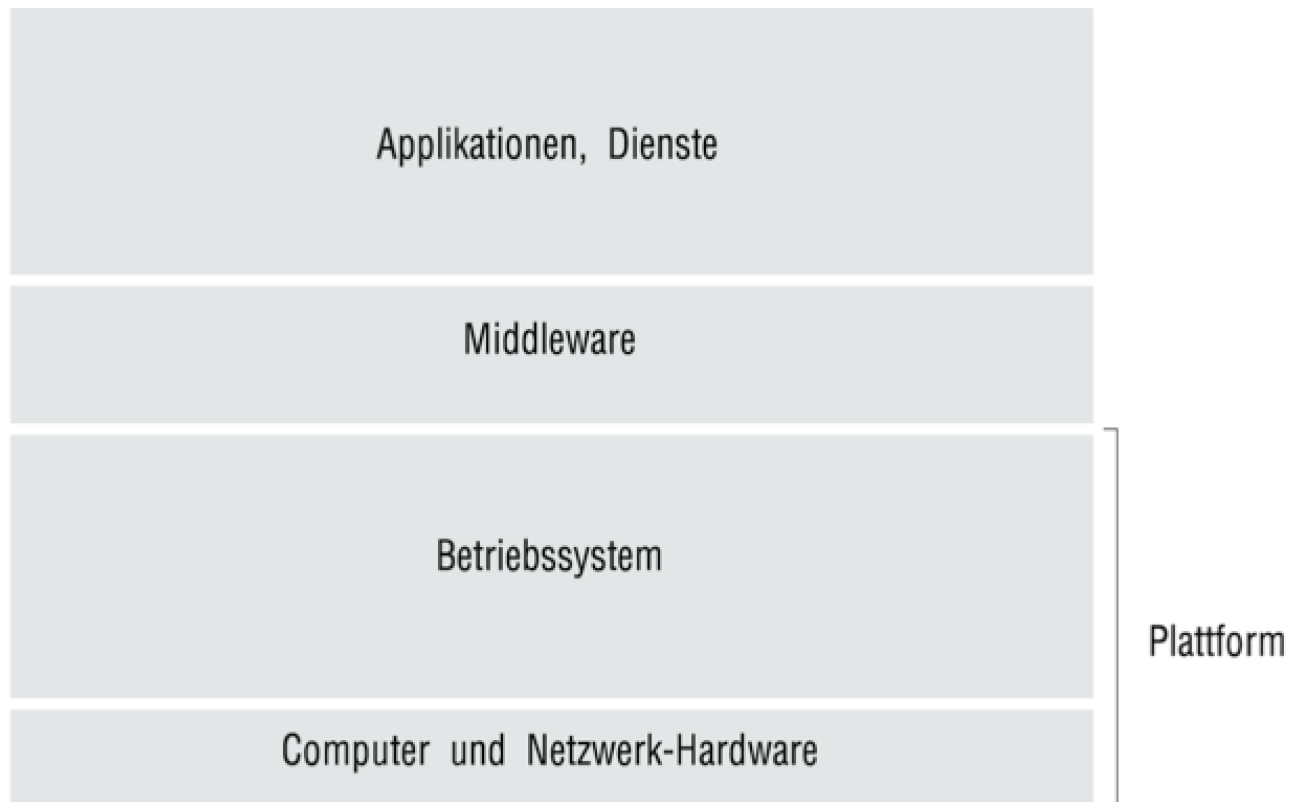 Applikationen, Dienste
Middleware
Betriebssystem
Plattform
Computer und Netzwerk-Hardware